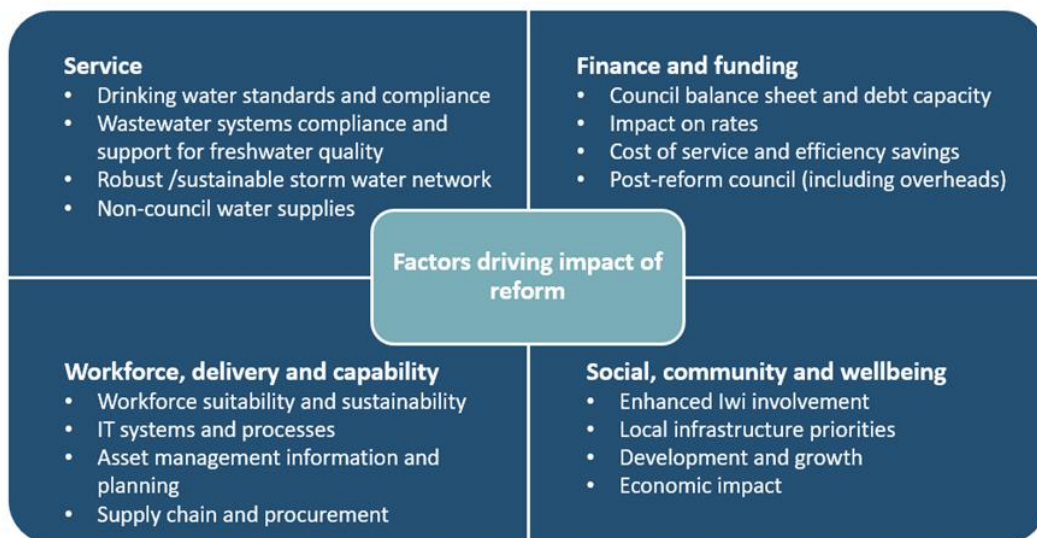 Service
• Drinking water standards and compliance
• Wastewater systems compliance and
support for freshwater quality
• Robust /sustainable storm water network
• Non-council water supplies
Finance and funding
• Council balance sheet and debt capacity
• Impact on rates
• Cost of service and efficiency savings
• Post-reform council (including overheads)
Factors driving impact of
reform
Workforce, delivery and capability
• Workforce suitability and sustainability
• IT systems and processes
• Asset management information and
planning
• Supply chain and procurement
Social, community and wellbeing
• Enhanced Iwi involvement
• Local infrastructure priorities
• Development and growth
• Economic impact